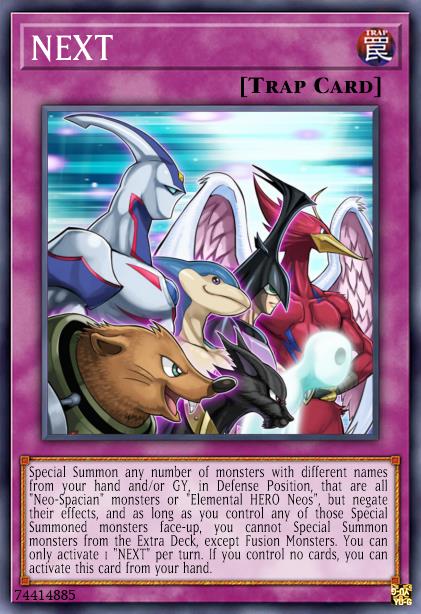 NEXT
TRAP
罠
[TRAP CARD]
Special Summon any number of monsters with different names
from your hand and/or GY, in Defense Position, that are all
"Neo-Spacian" monsters or "Elemental HERO Neos", but negate
their effects, and as long as you control any of those Special
Summoned monsters face-up, you cannot Special Summon
monsters from the Extra Deck, except Fusion Monsters. You can
only activate 1 "NEXT" per turn. If you control no cards, you can
activate this card from your hand.
74414885